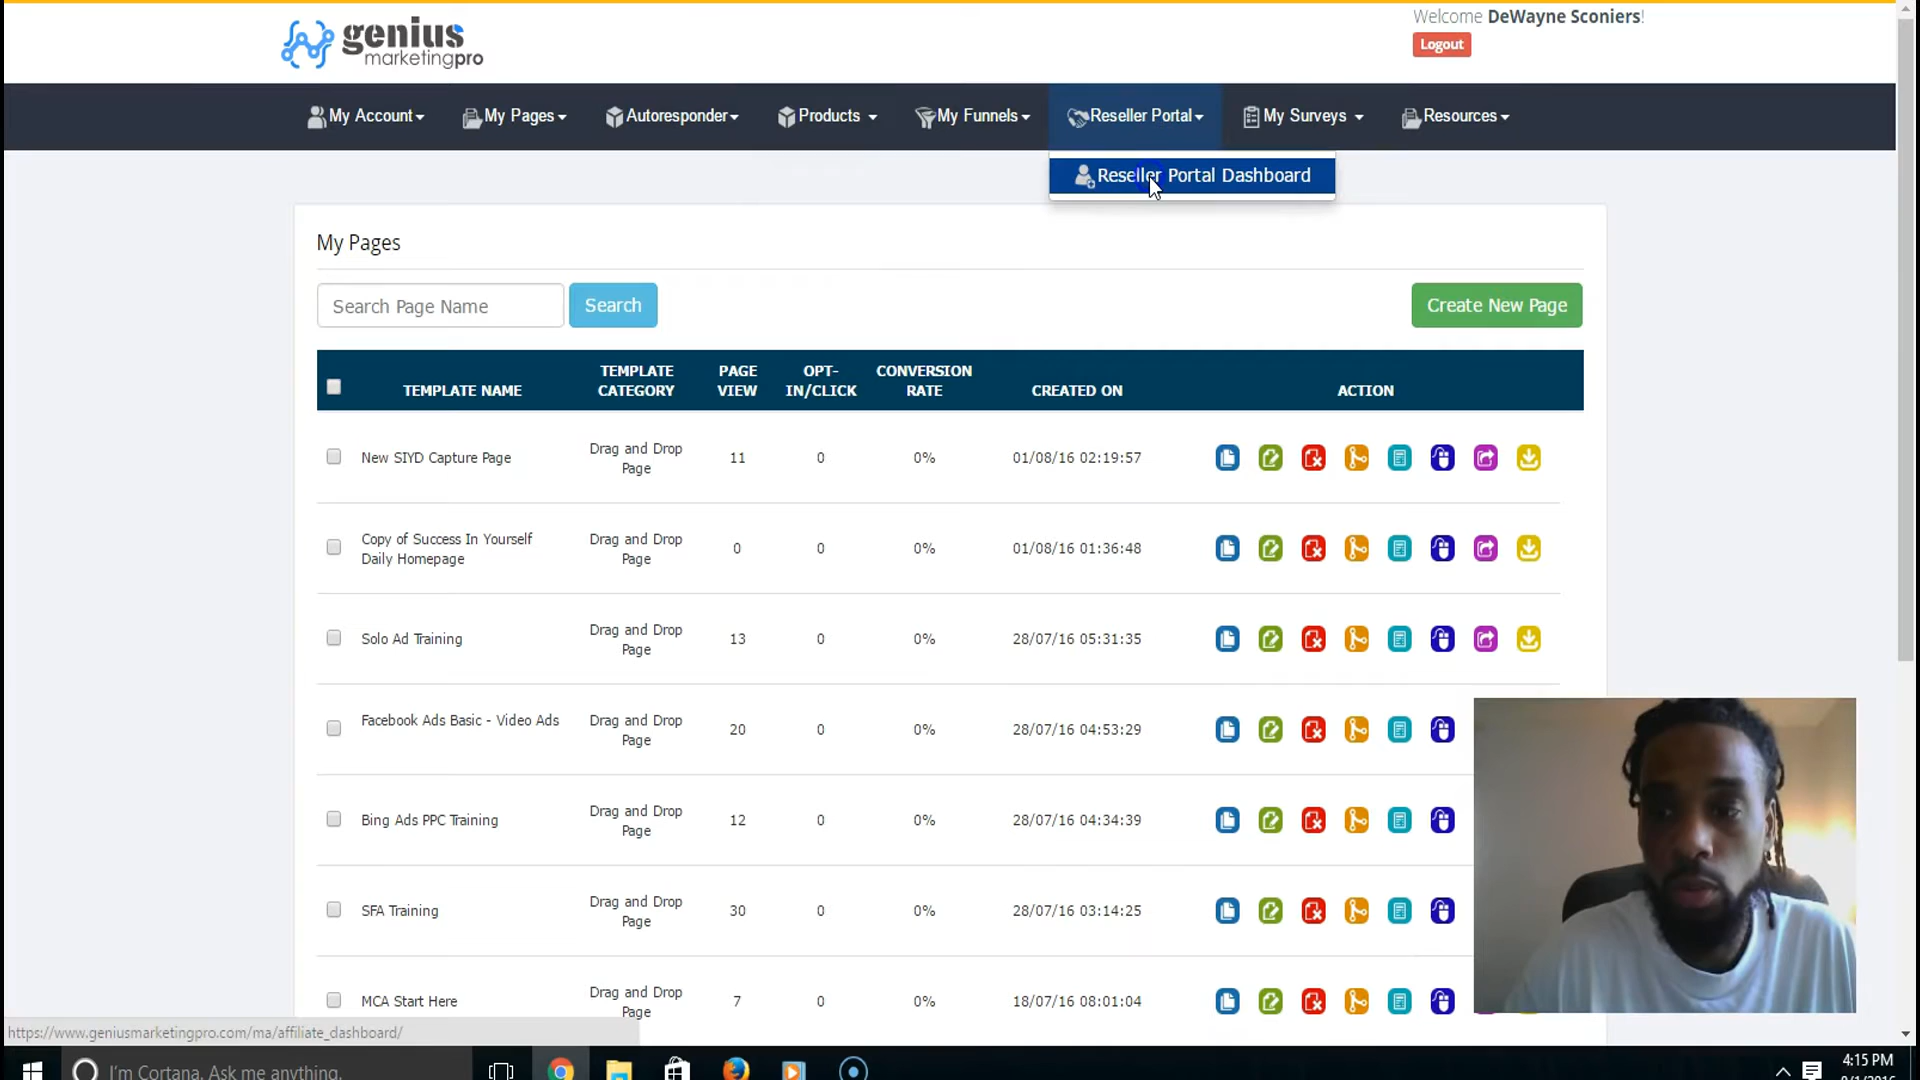 Welcome DeWayne Sconiers!
genius
marketingpro
Logout
My Account
My Pages
Autoresponder
Products
My Funnels
Reseller Portal
My Surveys
Resources
Reseller Portal Dashboard
My Pages
Search Page Name
Search
Create New Page
TEMPLATE NAME
TEMPLATE CATEGORY
PAGE VIEW
OPT-IN/CLICK
CONVERSION RATE
CREATED ON
ACTION
New SIYD Capture Page
Drag and Drop Page
11
0
0%
01/08/16 02:19:57
Copy of Success In Yourself
Daily Homepage
Drag and Drop Page
0
0
0%
01/08/16 01:36:48
Solo Ad Training
Drag and Drop Page
13
0
0%
28/07/16 05:31:35
Facebook Ads Basic - Video Ads
Drag and Drop Page
20
0
0%
28/07/16 04:53:29
Bing Ads PPC Training
Drag and Drop Page
12
0
0%
28/07/16 04:34:39
SFA Training
Drag and Drop Page
30
0
0%
28/07/16 03:14:25
MCA Start Here
Drag and Drop Page
7
0
0%
18/07/16 08:01:04
https://www.geniusmarketingpro.com/ma/affiliate_dashboard/
I'm Cortana. Ask me anything.
4:15 PM